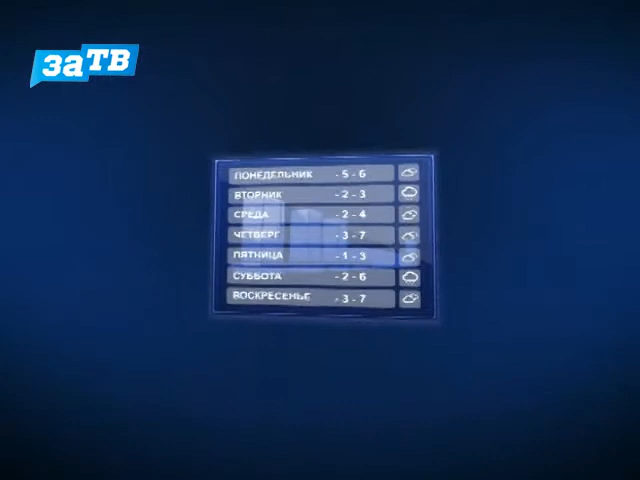 заТВ
ПОНЕДЕЛЬНИК - 5 - 6
ВТОРНИК - 2 - 3
СРЕДА - 2 - 4
ЧЕТВЕРГ - 3 - 7
ПЯТНИЦА - 1 - 3
СУББОТА - 2 - 6
ВОСКРЕСЕНЬЕ - 3 - 7